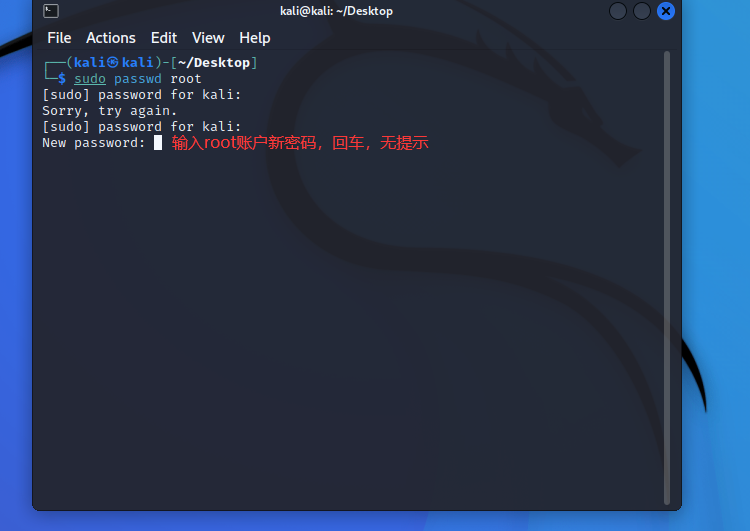 kali@kali: ~/Desktop
File Actions Edit View Help
┌──(kali㉿kali)-[~/Desktop]
└─$ sudo passwd root
[sudo] password for kali:
Sorry, try again.
[sudo] password for kali:
New password: 输入root账户新密码，回车，无提示